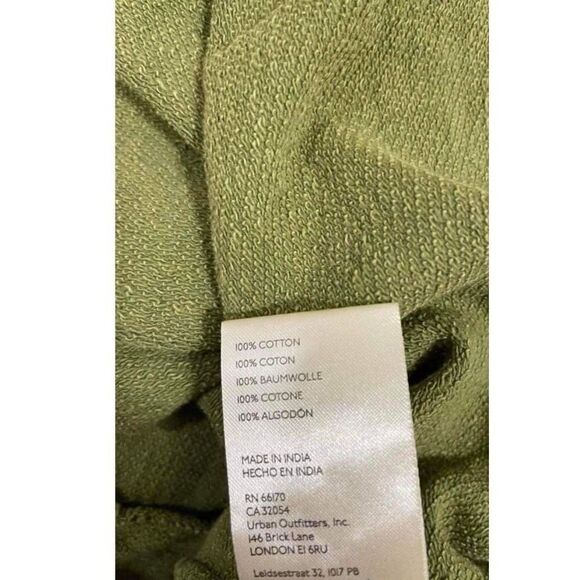 100% COTTON
100% COTON
100% BAUMWOLLE
100% COTONE
100% ALGODÓN
MADE IN INDIA
HECHO EN INDIA
RN 66170
CA 32054
Urban Outfitters, Inc.
146 Brick Lane
LONDON E1 6RU
Leidsestraat 32, 1017 PB